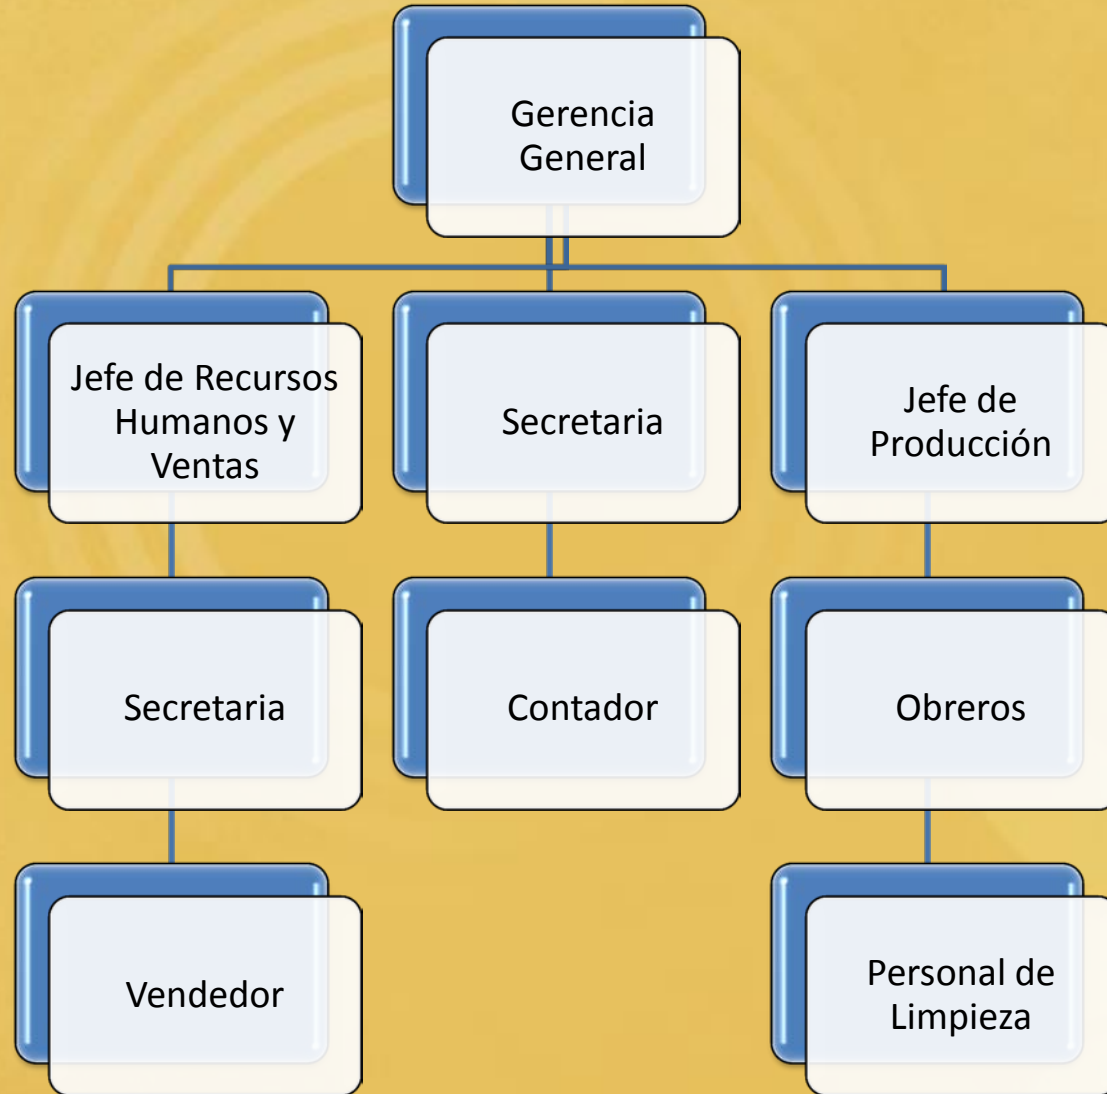 Gerencia
General
Jefe de Recursos
Humanos y
Ventas
Secretaria
Jefe de
Producción
Secretaria
Contador
Obreros
Vendedor
Personal de
Limpieza